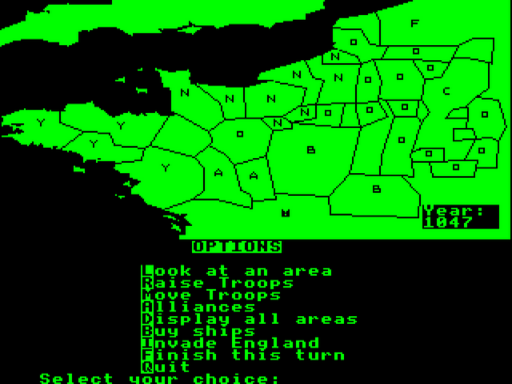 F
O
O
N
O
N N O O
N C
N N
N O O O O
Y Y N
O
Y B O O O
Y A A O
B
M
Year:
1047
OPTIONS
Look at an area
Raise Troops
Move Troops
Alliances
Display all areas
Buy ships
Invade England
Finish this turn
Quit
Select your choice: